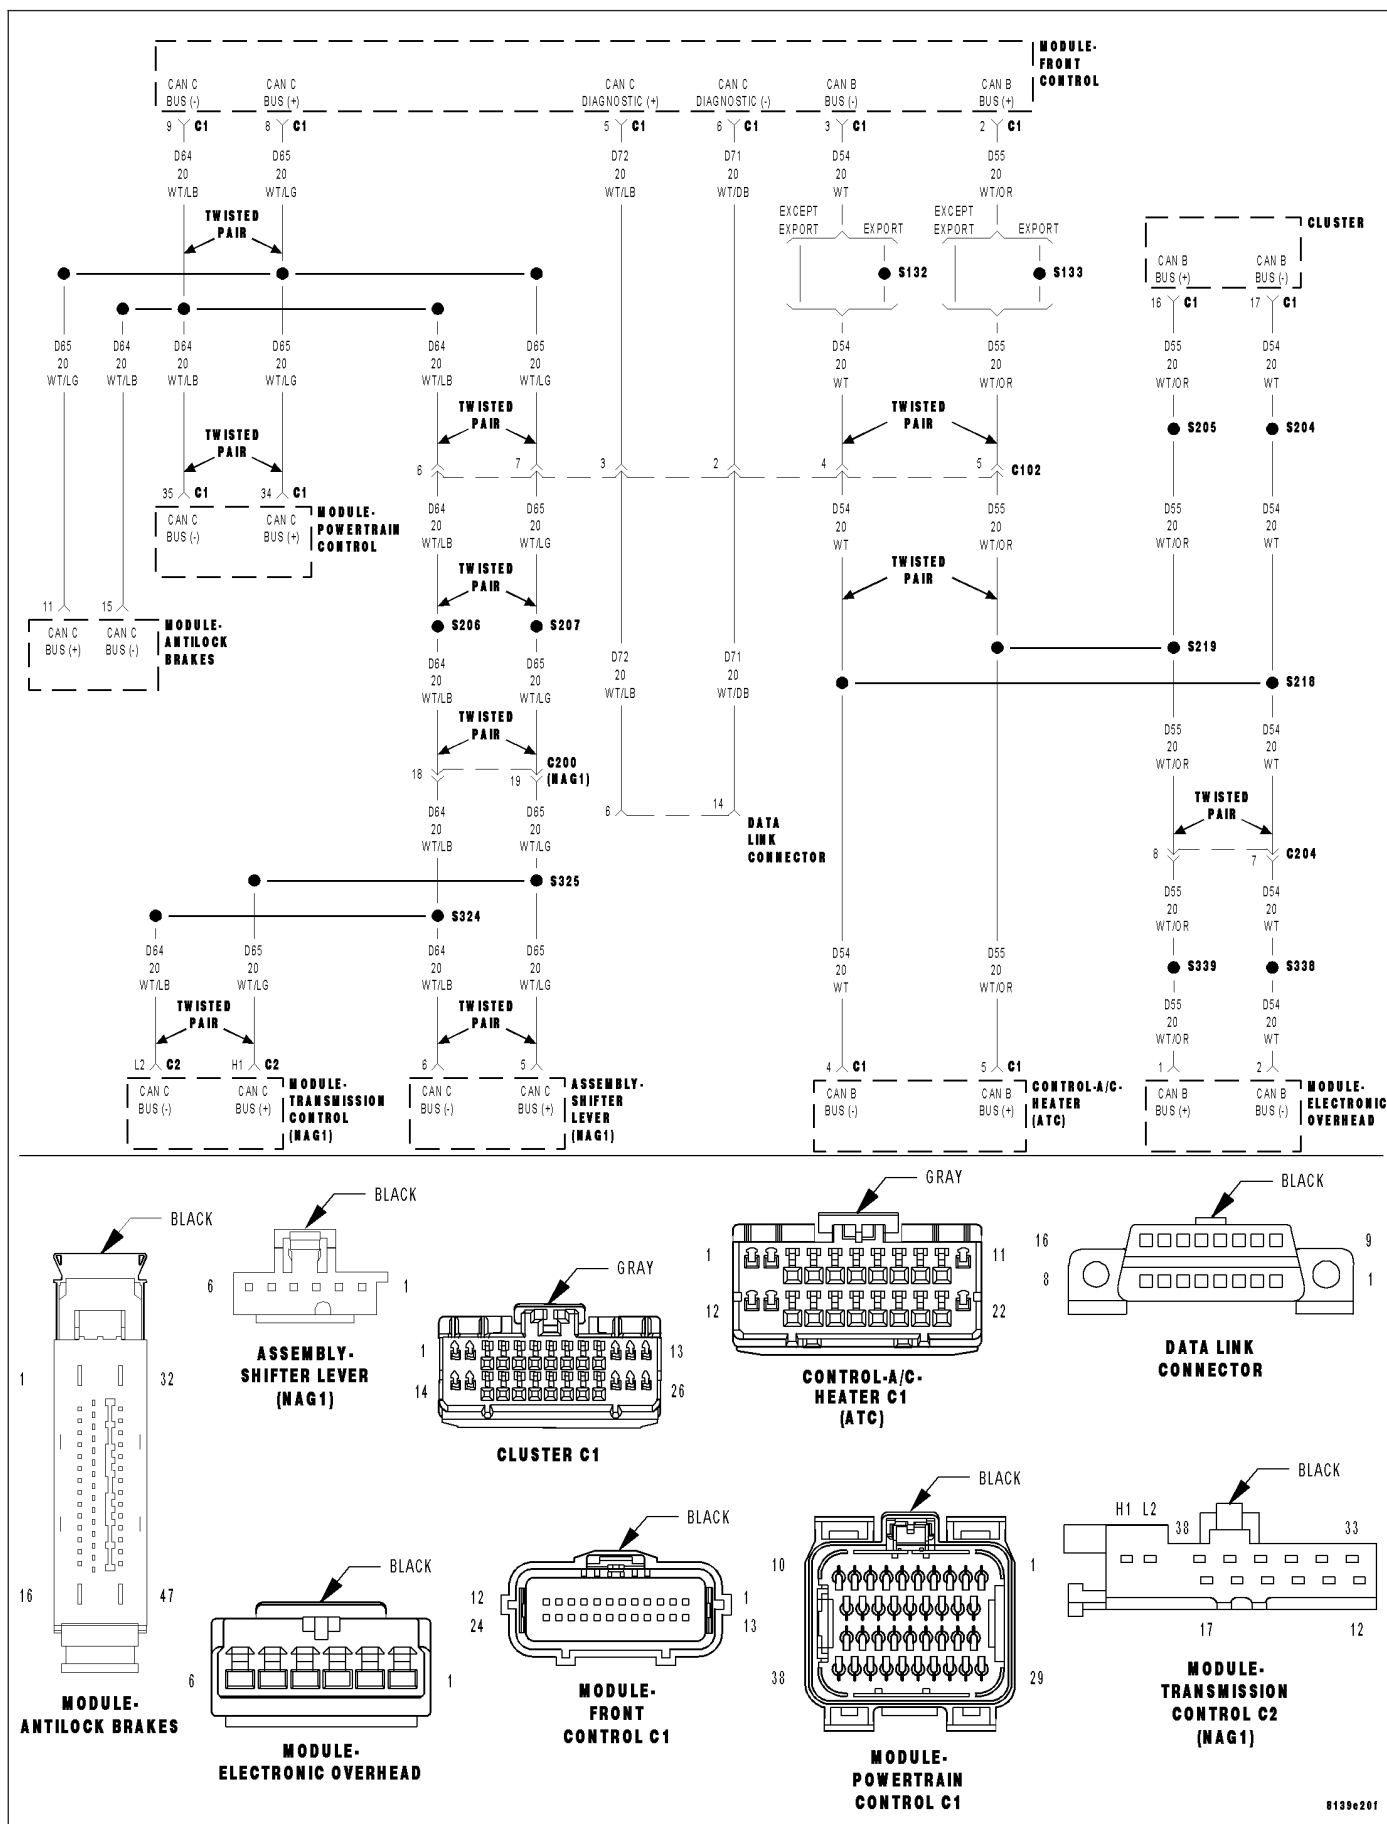 MODULE-
FRONT
CONTROL
CAN C
BUS (-)
CAN C
BUS (+)
CAN C
DIAGNOSTIC (+)
CAN C
DIAGNOSTIC (-)
CAN B
BUS (-)
CAN B
BUS (+)
9 C1
8 C1
5 C1
6 C1
3 C1
2 C1
D64
20
WT/LB
D65
20
WT/LG
D72
20
WT/LB
D71
20
WT/DB
D54
20
WT
D55
20
WT/OR
TWISTED
PAIR
EXCEPT
EXPORT
EXPORT
EXCEPT
EXPORT
EXPORT
S132
S133
CLUSTER
CAN B
BUS (+)
CAN B
BUS (-)
16 C1
17 C1
D65
20
WT/LG
D64
20
WT/LB
D64
20
WT/LB
D65
20
WT/LG
D64
20
WT/LB
D65
20
WT/LG
D54
20
WT
D55
20
WT/OR
D55
20
WT/OR
D54
20
WT
TWISTED
PAIR
TWISTED
PAIR
TWISTED
PAIR
S205
S204
6
7
3
2
4
5
C102
35 C1
34 C1
CAN C
BUS (-)
CAN C
BUS (+)
MODULE-
POWERTRAIN
CONTROL
D64
20
WT/LB
D65
20
WT/LG
D54
20
WT
D55
20
WT/OR
D55
20
WT/OR
D54
20
WT
TWISTED
PAIR
TWISTED
PAIR
11
15
CAN C
BUS (+)
CAN C
BUS (-)
MODULE-
ANTILOCK
BRAKES
S206
S207
S219
S218
D64
20
WT/LB
D65
20
WT/LG
D72
20
WT/LB
D71
20
WT/DB
TWISTED
PAIR
D55
20
WT/OR
D54
20
WT
18
19
C200
(NAG1)
6
14
DATA
LINK
CONNECTOR
TWISTED
PAIR
D64
20
WT/LB
D65
20
WT/LG
8
7
C204
S325
S324
D55
20
WT/OR
D54
20
WT
D64
20
WT/LB
D65
20
WT/LG
D64
20
WT/LB
D65
20
WT/LG
D54
20
WT
D55
20
WT/OR
S339
S338
TWISTED
PAIR
TWISTED
PAIR
D55
20
WT/OR
D54
20
WT
L2 C2
H1 C2
6
5
4 C1
5 C1
1
2
CAN C
BUS (-)
CAN C
BUS (+)
MODULE-
TRANSMISSION
CONTROL
(NAG1)
CAN C
BUS (-)
CAN C
BUS (+)
ASSEMBLY-
SHIFTER
LEVER
(NAG1)
CAN B
BUS (-)
CAN B
BUS (+)
CONTROL-A/C-
HEATER
(ATC)
CAN B
BUS (+)
CAN B
BUS (-)
MODULE-
ELECTRONIC
OVERHEAD
BLACK
1
32
16
47
MODULE-
ANTILOCK BRAKES
BLACK
6
1
ASSEMBLY-
SHIFTER LEVER
(NAG1)
GRAY
1
13
14
26
CLUSTER C1
GRAY
1
11
12
22
CONTROL-A/C-
HEATER C1
(ATC)
BLACK
16
9
8
1
DATA LINK
CONNECTOR
BLACK
6
1
MODULE-
ELECTRONIC OVERHEAD
BLACK
12
1
24
13
MODULE-
FRONT
CONTROL C1
BLACK
10
1
38
29
MODULE-
POWERTRAIN
CONTROL C1
BLACK
H1 L2
38
33
17
12
MODULE-
TRANSMISSION
CONTROL C2
(NAG1)
8139e20f